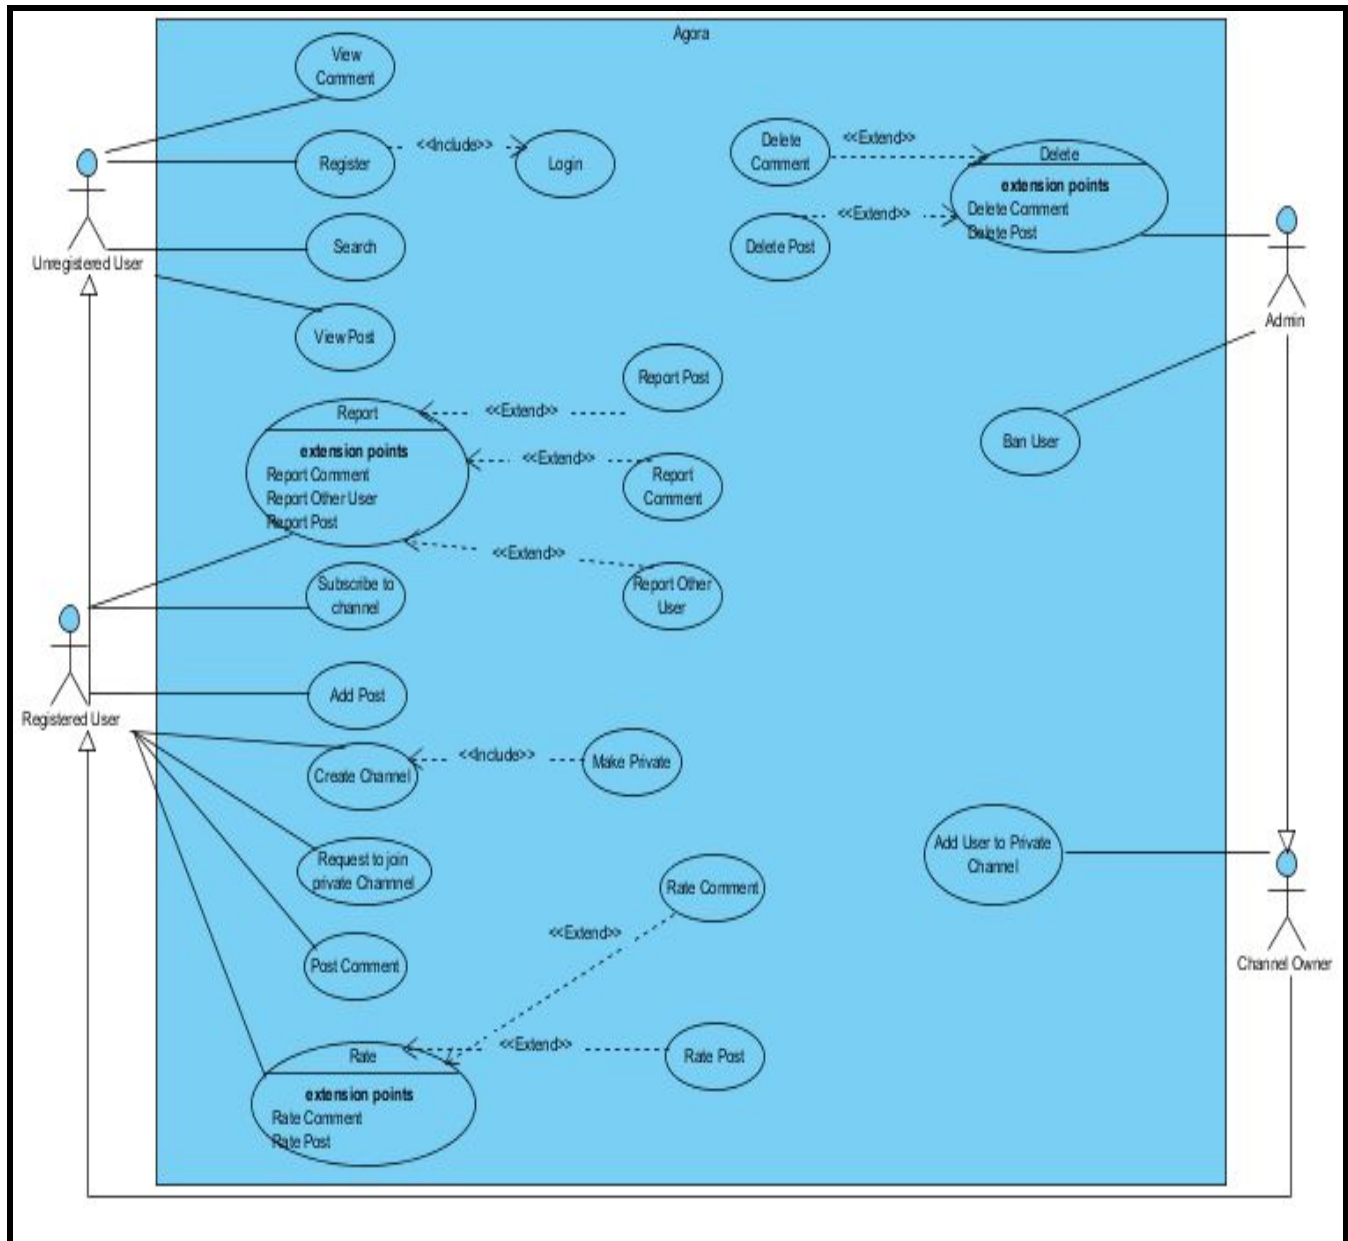 Agora
View
Comment
Register
<<Include>>
Login
Search
View Post
Unregistered User
Delete
Comment
<<Extend>>
Delete
extension points
Delete Comment
Delete Post
<<Extend>>
Delete Post
Admin
Ban User
Report
extension points
Report Comment
Report Other User
Report Post
<<Extend>>
Report Post
<<Extend>>
Report
Comment
<<Extend>>
Report Other
User
Subscribe to
channel
Registered User
Add Post
Create Channel
<<Include>>
Make Private
Request to join
private Channnel
Post Comment
Add User to Private
Channel
Channel Owner
Rate Comment
<<Extend>>
Rate
extension points
Rate Comment
Rate Post
<<Extend>>
Rate Post